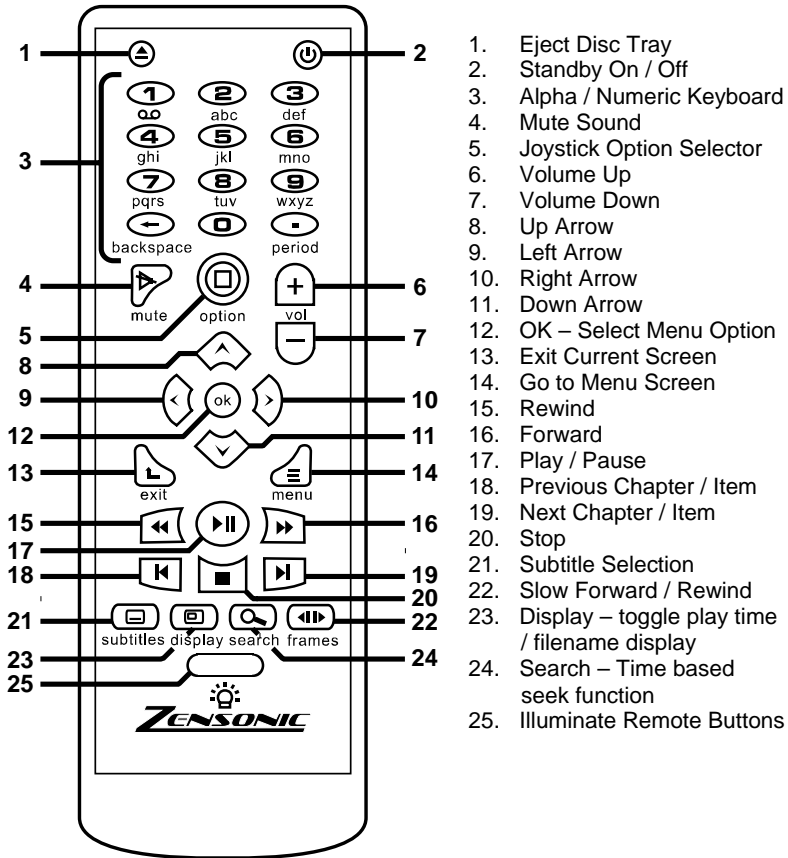 1
2
1 2 3
abc def
4 5 6
ghi jkl mno
3
7 8 9
pqrs tuv wxyz
0
backspace period
4
6
mute option vol
5
7
8
9
ok
10
12
11
13
14
exit menu
15
16
17
18
19
20
21
22
subtitles display search frames
23
24
25
ZENSONIC
1. Eject Disc Tray
2. Standby On / Off
3. Alpha / Numeric Keyboard
4. Mute Sound
5. Joystick Option Selector
6. Volume Up
7. Volume Down
8. Up Arrow
9. Left Arrow
10. Right Arrow
11. Down Arrow
12. OK – Select Menu Option
13. Exit Current Screen
14. Go to Menu Screen
15. Rewind
16. Forward
17. Play / Pause
18. Previous Chapter / Item
19. Next Chapter / Item
20. Stop
21. Subtitle Selection
22. Slow Forward / Rewind
23. Display – toggle play time
/ filename display
24. Search – Time based
seek function
25. Illuminate Remote Buttons